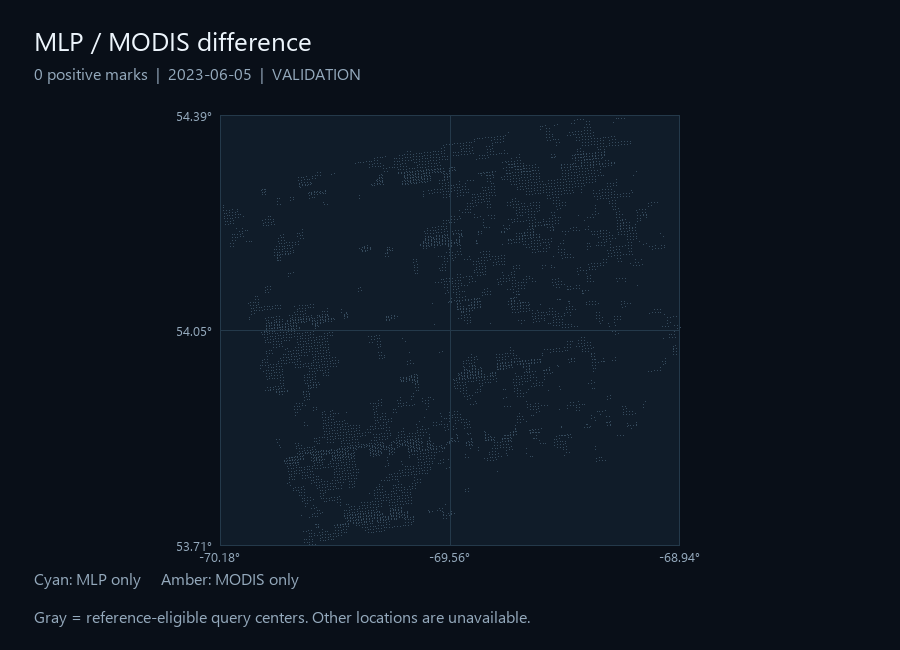 MLP / MODIS difference
0 positive marks | 2023-06-05 | VALIDATION
54.39°
54.05°
53.71°
-70.18° -69.56° -68.94°
Cyan: MLP only Amber: MODIS only
Gray = reference-eligible query centers. Other locations are unavailable.